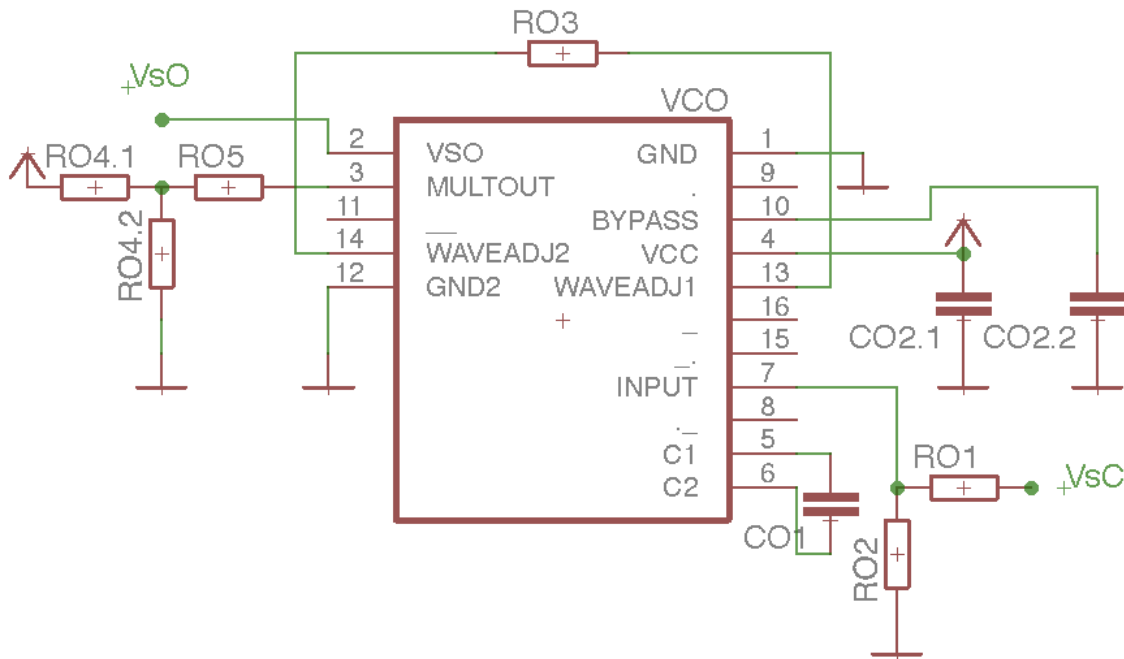 RO3
VsO
VCO
RO4.1 RO5
RO4.2
2 VSO
3 MULTOUT
11
14 WAVEADJ2
12 GND2
GND 1
. 9
BYPASS 10
VCC 4
WAVEADJ1 13
_ 16
_. 15
INPUT 7
._ 8
C1 5
C2 6
CO2.1 CO2.2
CO1
RO1
VsC
RO2